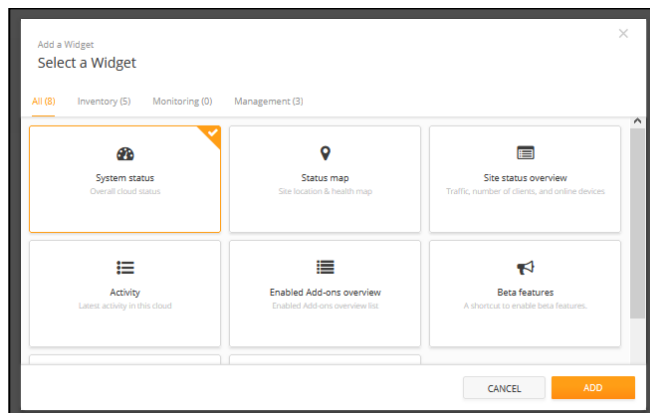 Add a Widget
Select a Widget
All (8) Inventory (5) Monitoring (0) Management (3)
System status
Overall cloud status
Status map
Site location & health map
Site status overview
Traffic, number of clients, and online devices
Activity
Latest activity in this cloud
Enabled Add-ons overview
Enabled Add-ons overview list
Beta features
A shortcut to enable beta features.
CANCEL ADD